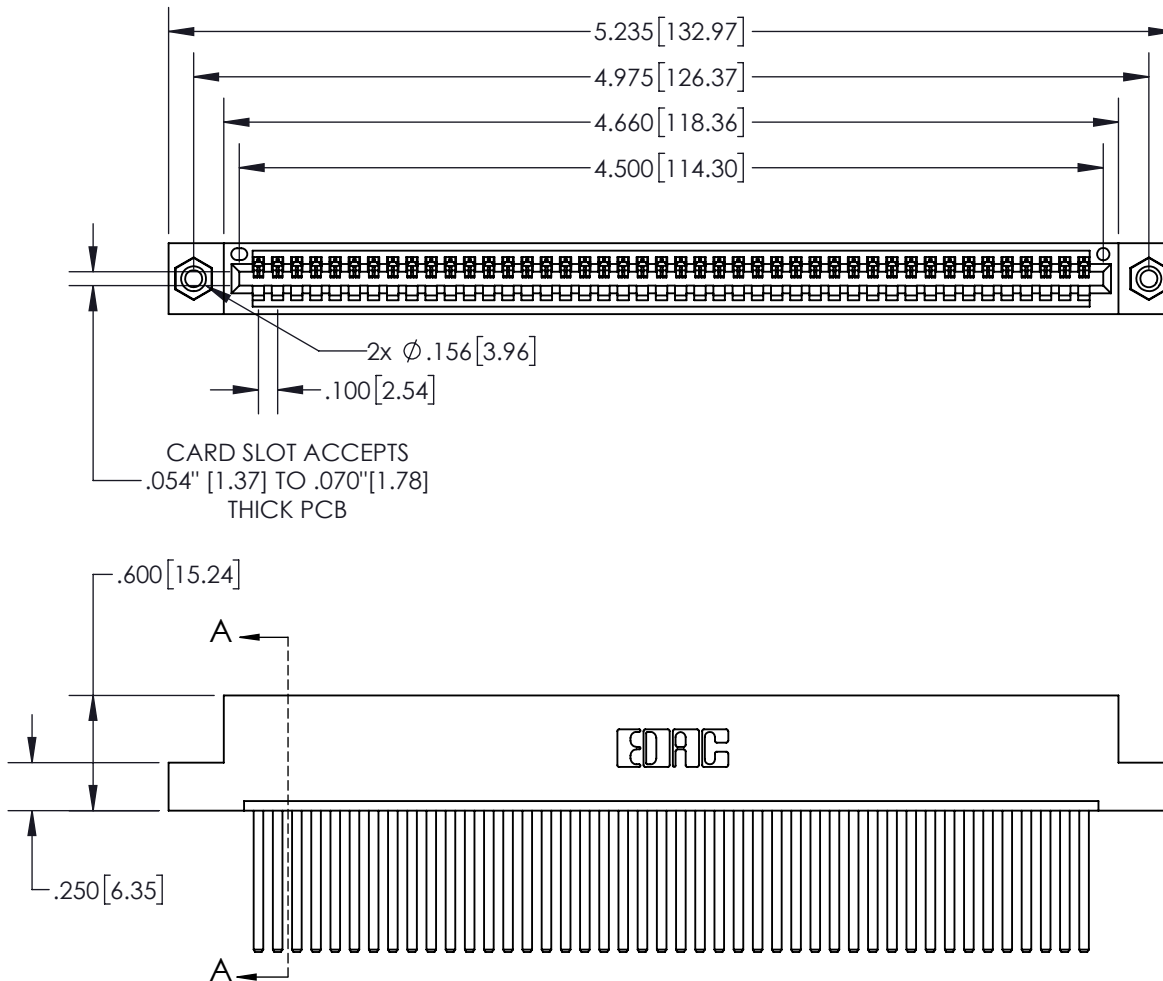 5.235[132.97]
4.975[126.37]
4.660[118.36]
4.500[114.30]
2x Ø.156[3.96]
.100[2.54]
CARD SLOT ACCEPTS
.054" [1.37] TO .070"[1.78]
THICK PCB
.600[15.24]
A
EDAC
.250[6.35]
A